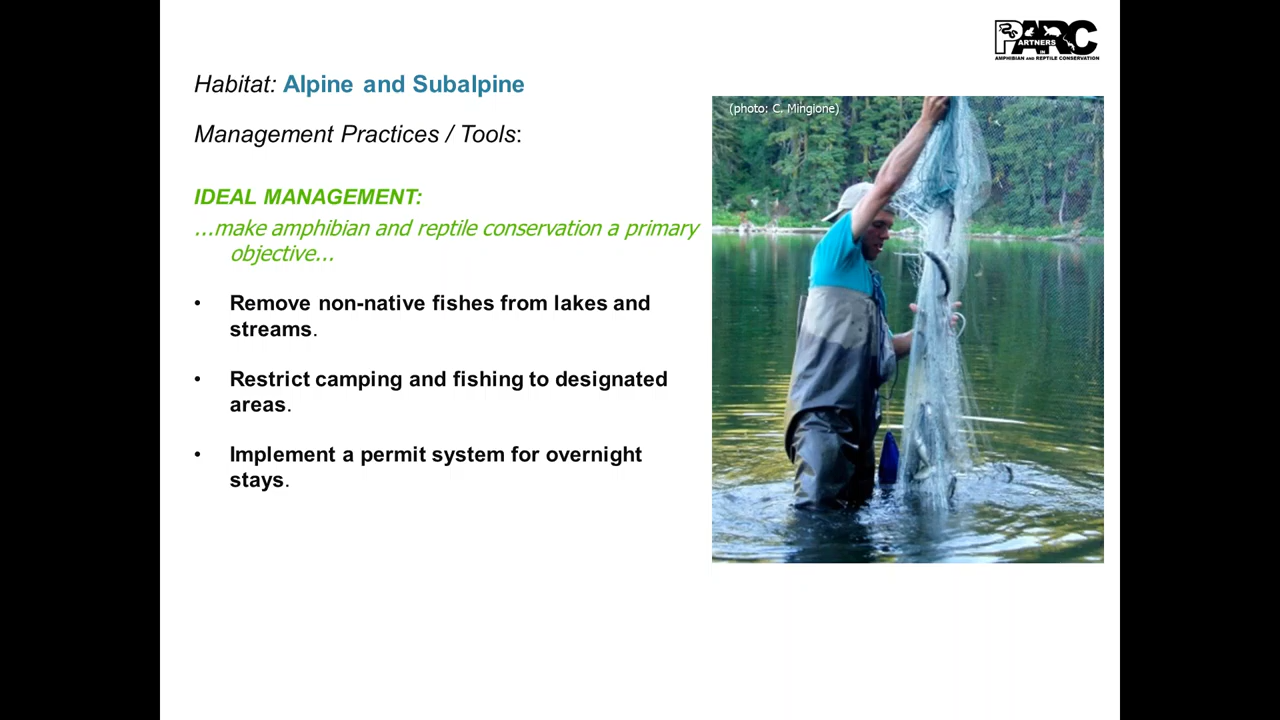 PARC
PARTNERS
IN
AMPHIBIAN AND REPTILE CONSERVATION
Habitat: Alpine and Subalpine
(photo: C. Mingione)
Management Practices / Tools:
IDEAL MANAGEMENT:
...make amphibian and reptile conservation a primary
objective...
• Remove non-native fishes from lakes and
streams.
• Restrict camping and fishing to designated
areas.
• Implement a permit system for overnight
stays.